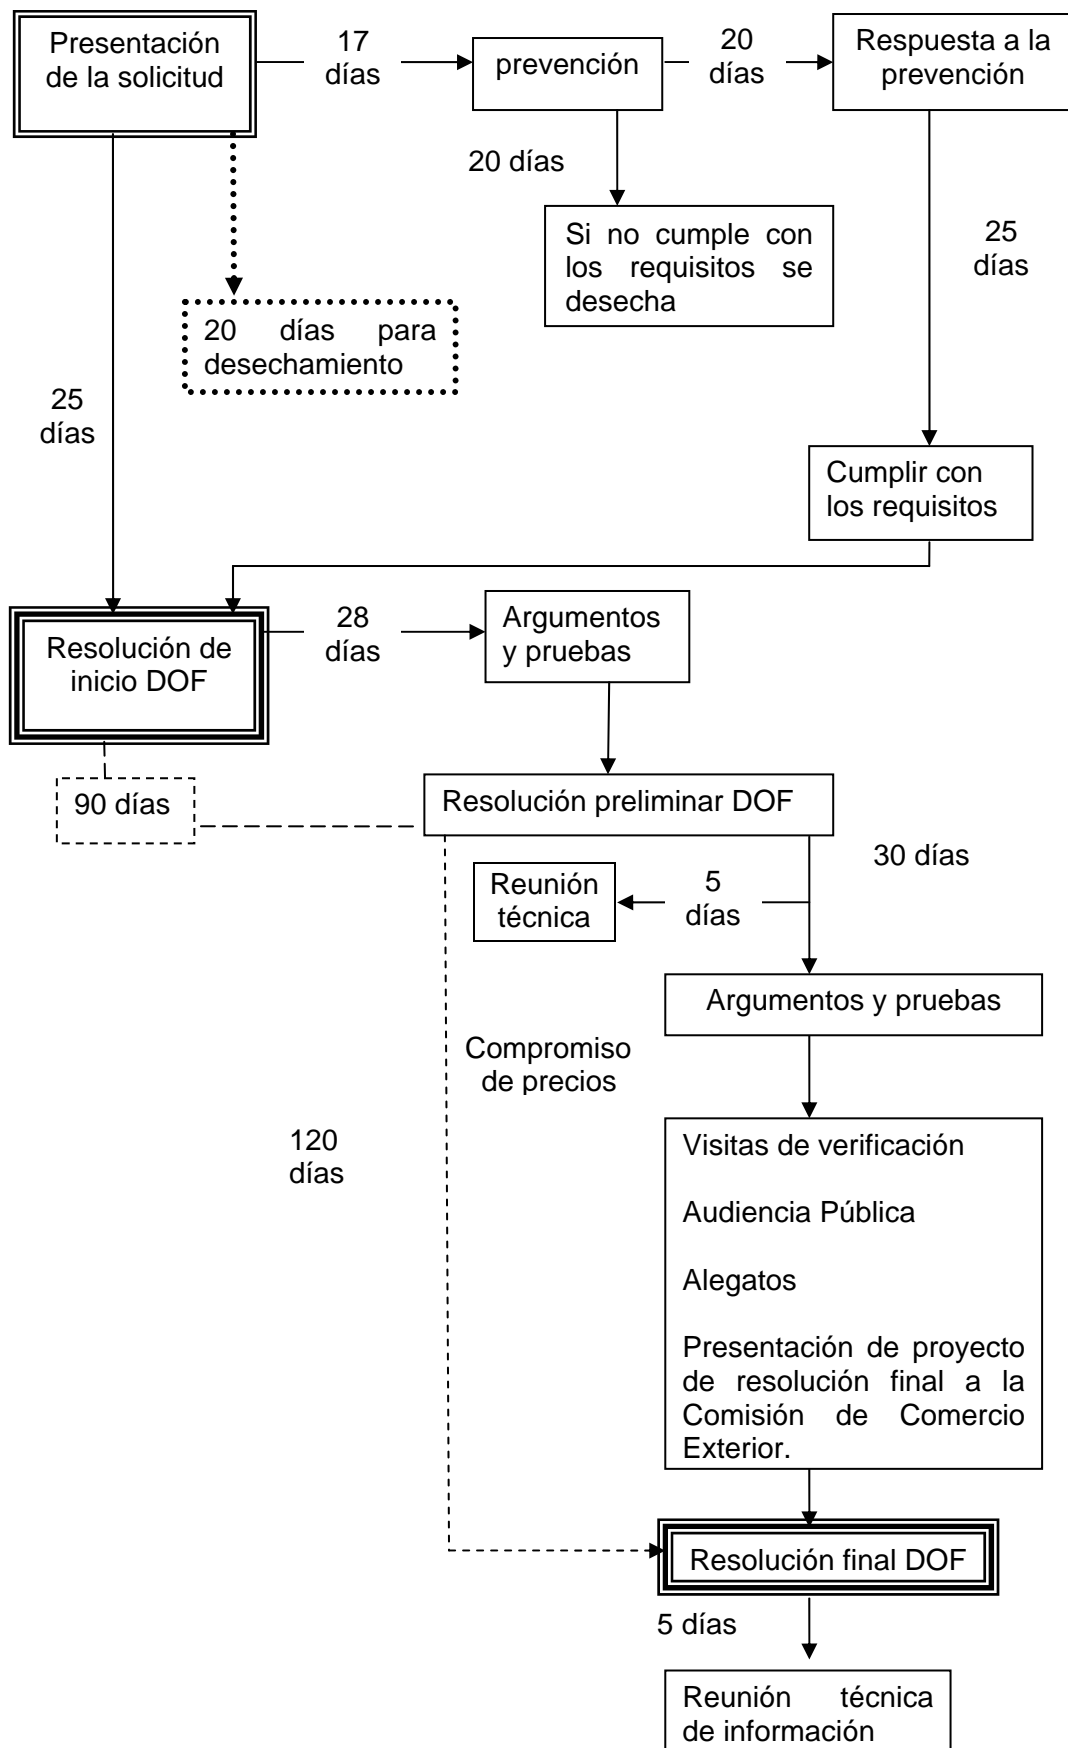 Presentación
de la solicitud
17
días
prevención
20
días
Respuesta a la
prevención
20 días
Si no cumple con
los requisitos se
desecha
25
días
20 días para
desechamiento
25
días
Cumplir con
los requisitos
Resolución de
inicio DOF
28
días
Argumentos
y pruebas
90 días
Resolución preliminar DOF
30 días
Reunión
técnica
5
días
Argumentos y pruebas
Compromiso
de precios
120
días
Visitas de verificación
Audiencia Pública
Alegatos
Presentación de proyecto
de resolución final a la
Comisión de Comercio
Exterior.
Resolución final DOF
5 días
Reunión técnica
de información